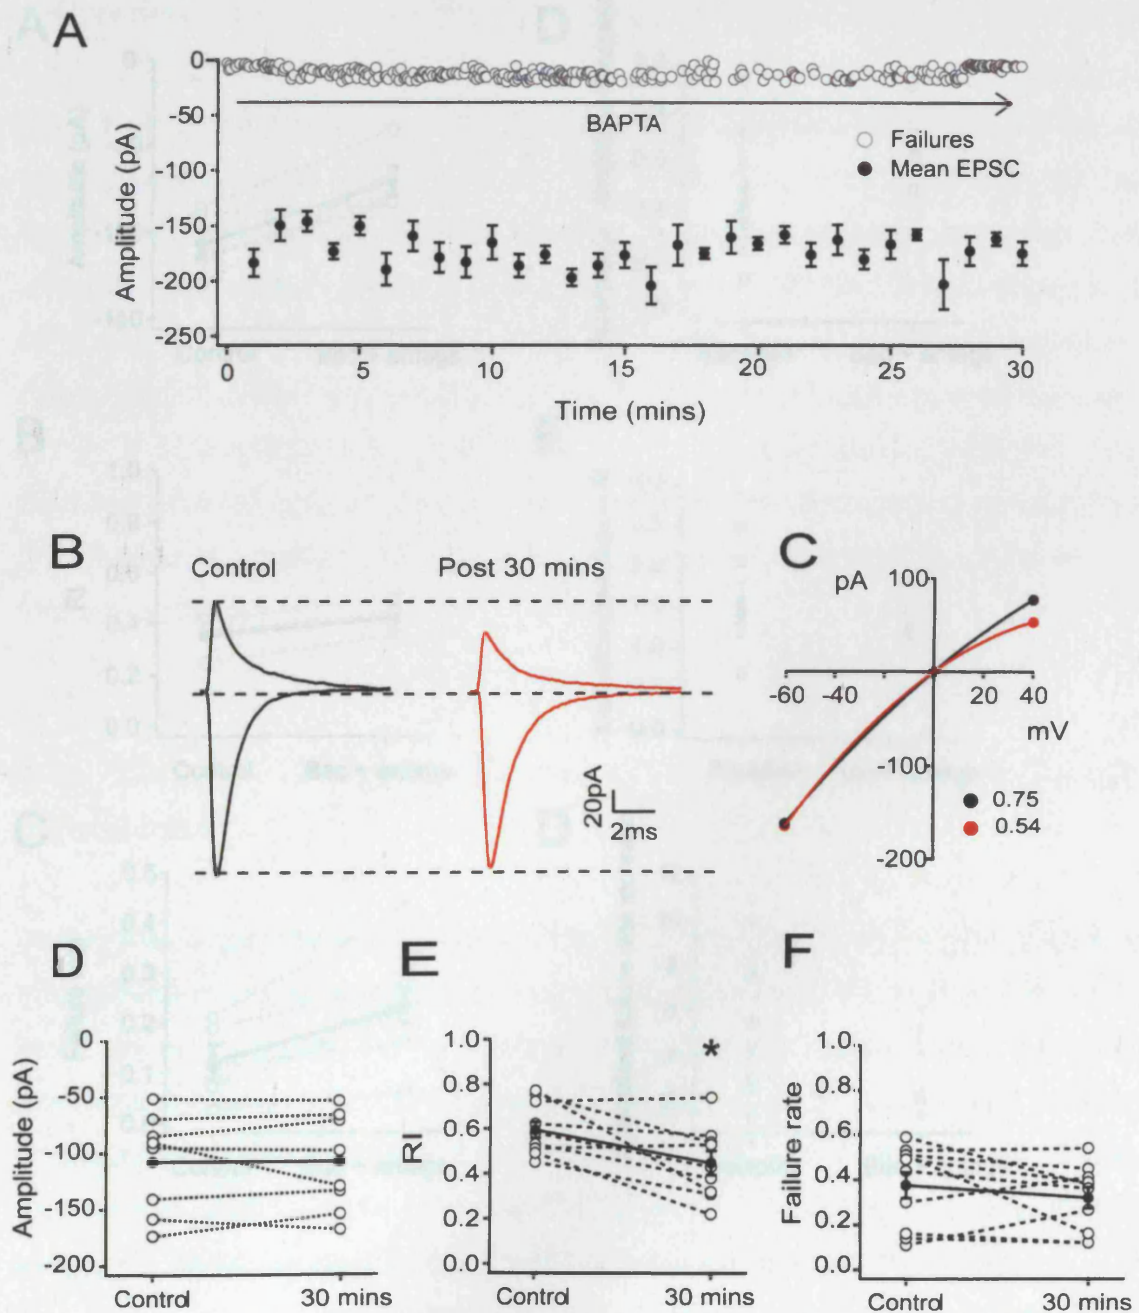 A
0
-50
-100
-150
-200
-250
Amplitude (pA)
BAPTA
Failures
Mean EPSC
0 5 10 15 20 25 30
Time (mins)
B
Control
Post 30 mins
20pA
2ms
C
pA
100
-60 -40 20 40
mV
-100
0.75
0.54
-200
D
0
-50
-100
-150
-200
Amplitude (pA)
Control 30 mins
E
1.0
0.8
0.6
0.4
0.2
0.0
RI
*
Control 30 mins
F
1.0
0.8
0.6
0.4
0.2
0.0
Failure rate
Control 30 mins